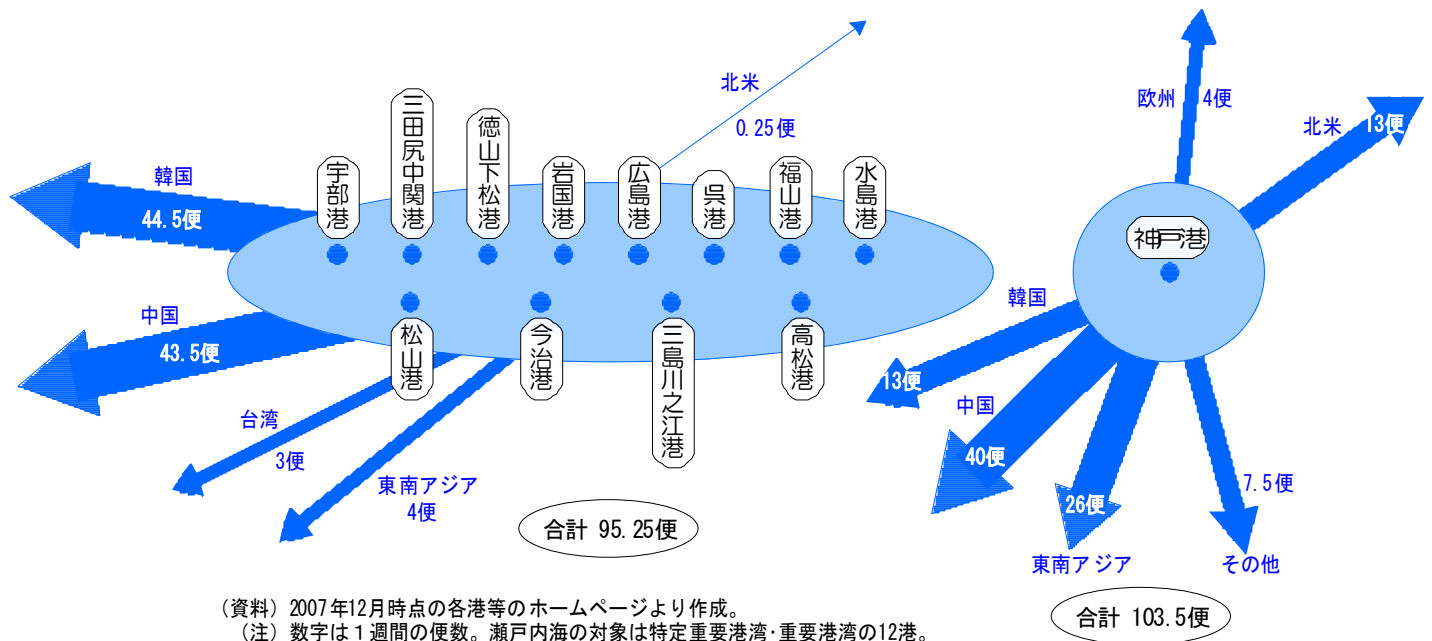 北米
0.25便
韓国
44.5便
宇部港
三田尻中関港
徳山下松港
岩国港
広島港
呉港
福山港
水島港
中国
43.5便
松山港
今治港
三島川之江港
高松港
台湾
3便
東南アジア
4便
合計 95.25便
欧州
4便
北米
13便
神戸港
韓国
13便
中国
40便
26便
東南アジア
7.5便
その他
合計 103.5便
（資料）2007年12月時点の各港等のホームページより作成。
（注）数字は１週間の便数。瀬戸内海の対象は特定重要港湾・重要港湾の12港。